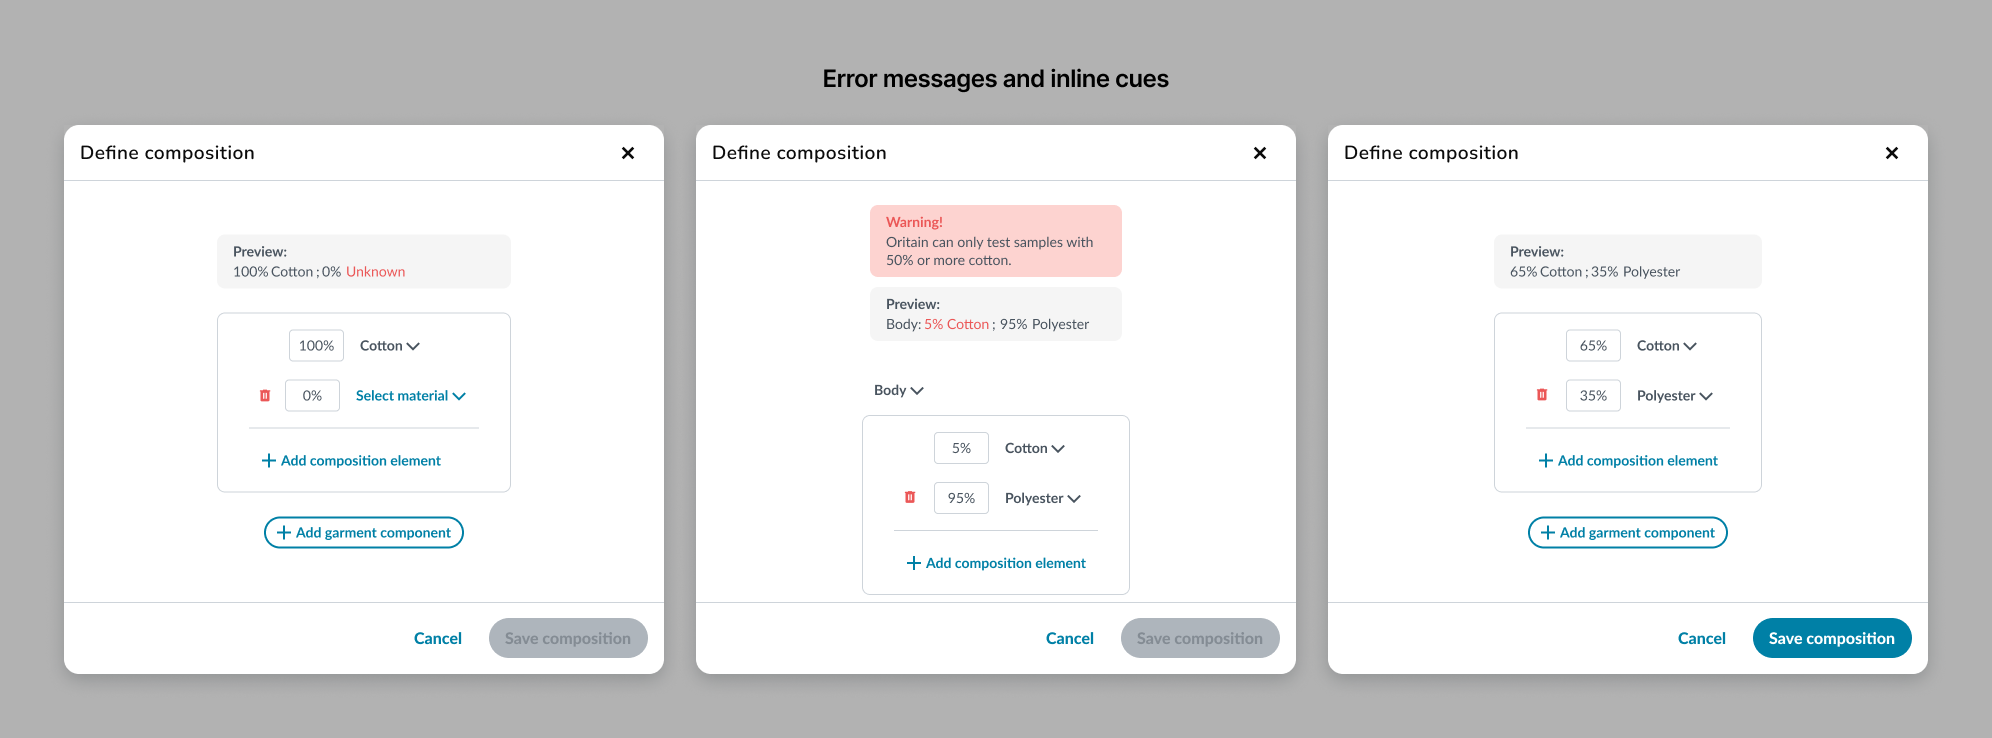 Error messages and inline cues
Define composition
Preview:
100% Cotton ; 0% Unknown
100% Cotton
0% Select material
Add composition element
Add garment component
Cancel Save composition
Define composition
Warning!
Oritain can only test samples with
50% or more cotton.
Preview:
Body: 5% Cotton ; 95% Polyester
Body
5% Cotton
95% Polyester
Add composition element
Cancel Save composition
Define composition
Preview:
65% Cotton ; 35% Polyester
65% Cotton
35% Polyester
Add composition element
Add garment component
Cancel Save composition